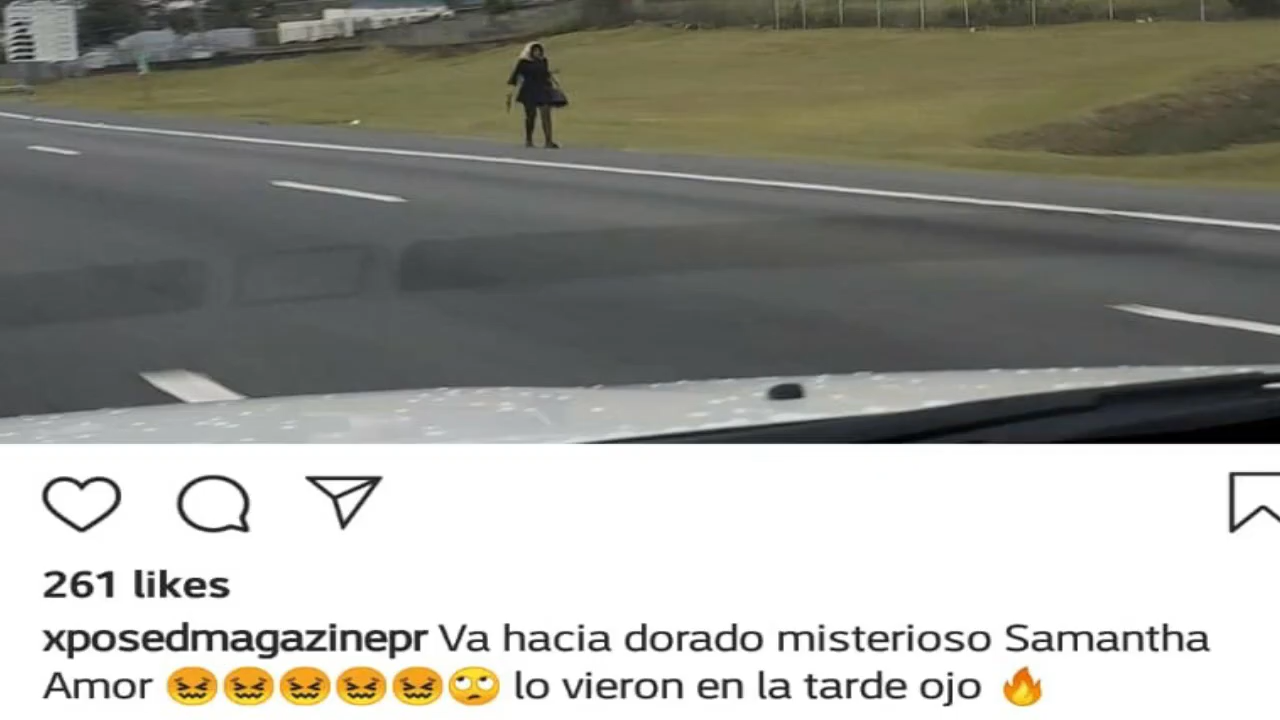 261 likes
xposedmagazinepr Va hacia dorado misterioso Samantha
Amor 😖😖😖😖😖🙄 lo vieron en la tarde ojo 🔥